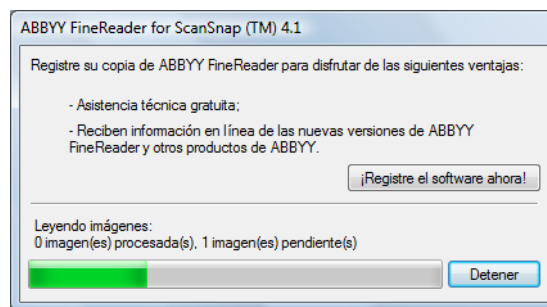 ABBYY FineReader for ScanSnap (TM) 4.1
Registre su copia de ABBYY FineReader para disfrutar de las siguientes ventajas:
- Asistencia técnica gratuita;
- Reciben información en línea de las nuevas versiones de ABBYY
FineReader y otros productos de ABBYY.
¡Registre el software ahora!
Leyendo imágenes:
0 imagen(es) procesada(s), 1 imagen(es) pendiente(s)
Detener